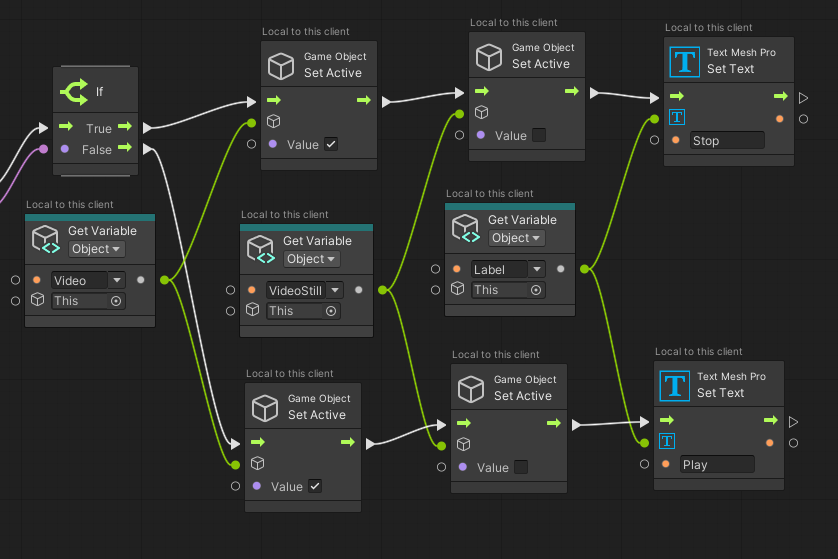 If
True
False
Local to this client
Game Object
Set Active
Value
Local to this client
Game Object
Set Active
Value
Local to this client
Text Mesh Pro
Set Text
Stop
Local to this client
Get Variable
Object
Video
This
Local to this client
Get Variable
Object
VideoStill
This
Local to this client
Get Variable
Object
Label
This
Local to this client
Game Object
Set Active
Value
Local to this client
Game Object
Set Active
Value
Local to this client
Text Mesh Pro
Set Text
Play